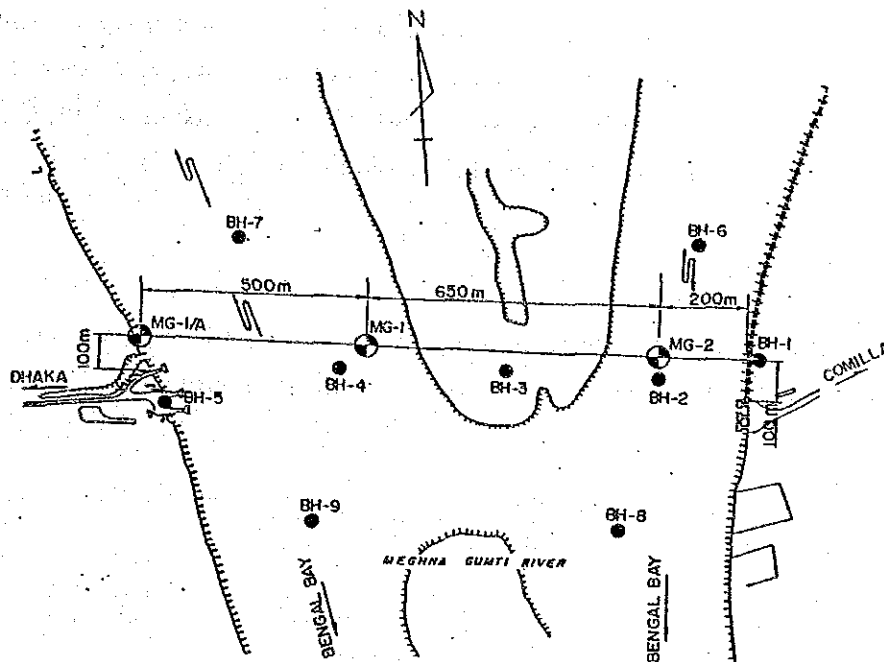 N
BH-7
BH-6
500m
650m
200m
MG-1/A
MG-1
MG-2
BH-1
100m
DHAKA
COMILLA
BH-4
BH-3
BH-2
BH-5
100m
BH-9
BH-8
MEGHNA GUMTI RIVER
BENGAL BAY
BENGAL BAY